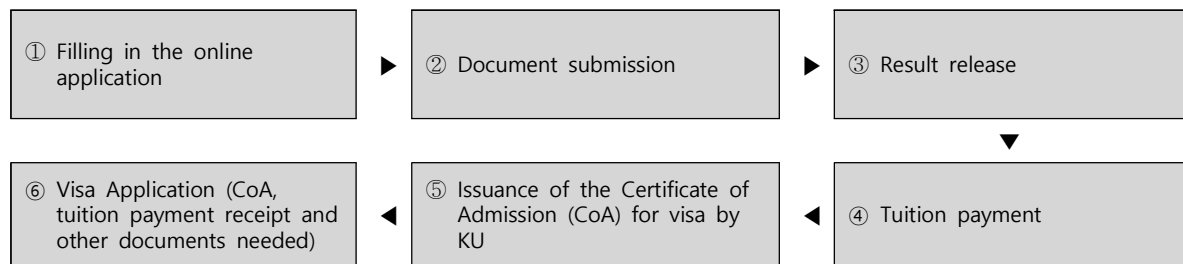 ① Filling in the online
application
▶
② Document submission
▶
③ Result release
▼
④ Tuition payment
◀
⑤ Issuance of the Certificate of
Admission (CoA) for visa by
KU
◀
⑥ Visa Application (CoA,
tuition payment receipt and
other documents needed)